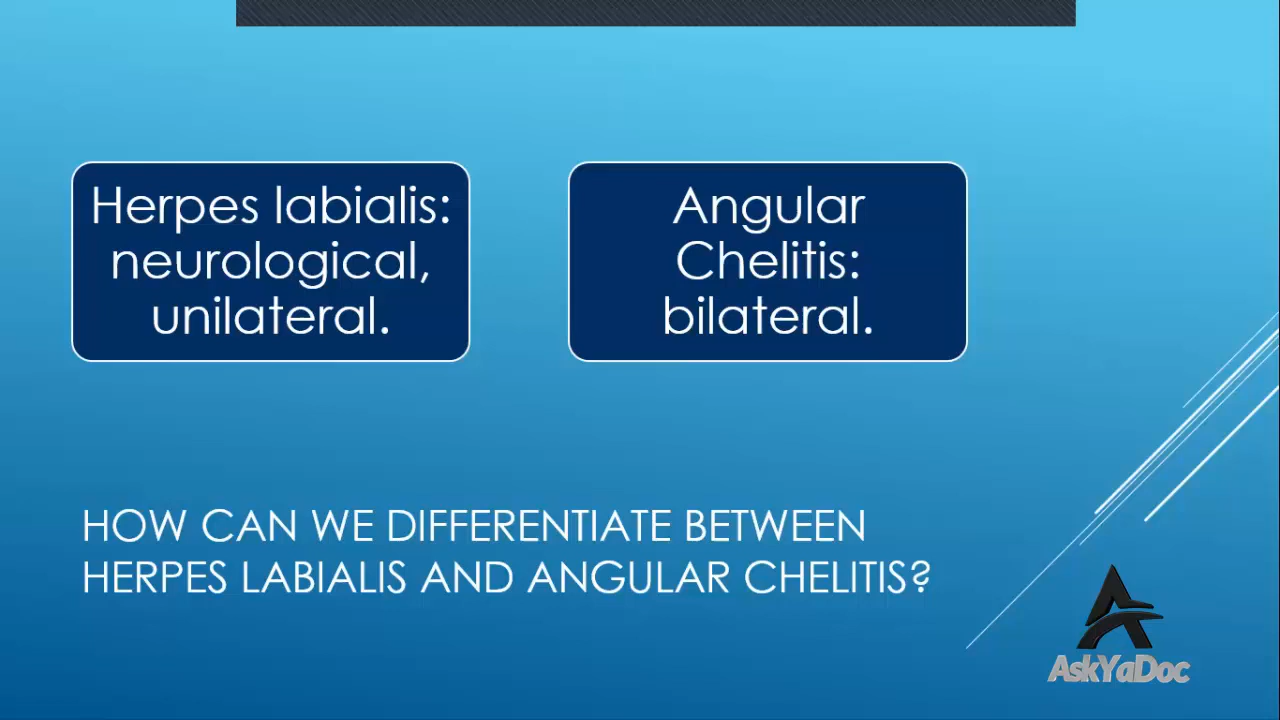 Herpes labialis:
neurological,
unilateral.
Angular
Chelitis:
bilateral.
HOW CAN WE DIFFERENTIATE BETWEEN
HERPES LABIALIS AND ANGULAR CHELITIS?
AskYaDoc